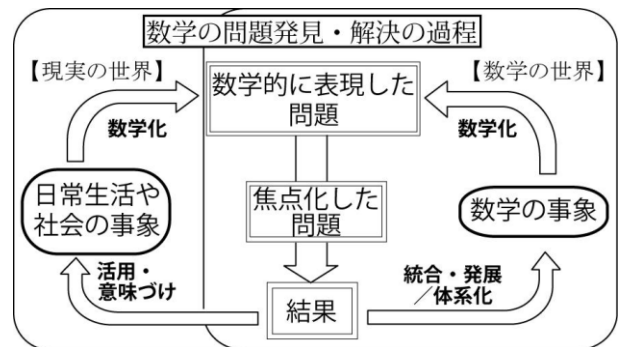 数学の問題発見・解決の過程
【現実の世界】
【数学の世界】
数学的に表現した
問題
数学化
数学化
日常生活や
社会の事象
焦点化した
問題
数学の事象
活用・
意味づけ
統合・発展
／体系化
結果